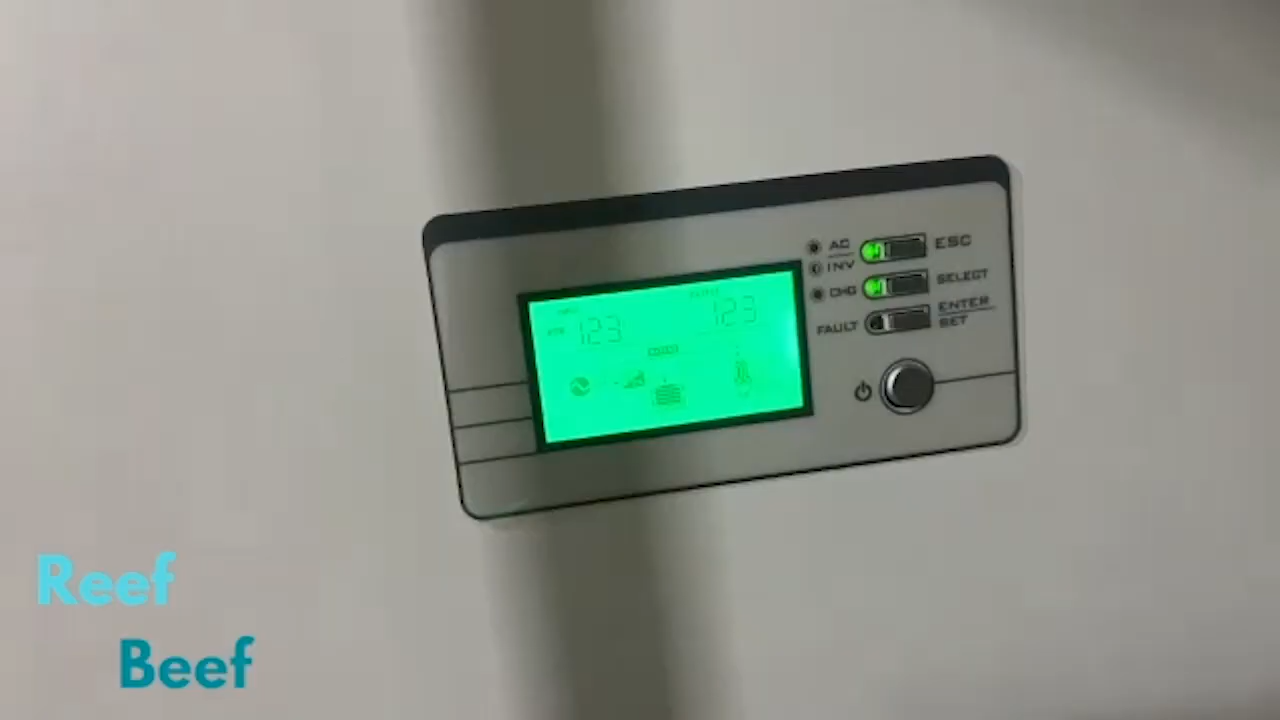 AC
INV
CHG
FAULT
ESC
SELECT
ENTER
SET
123
123
Reef
Beef